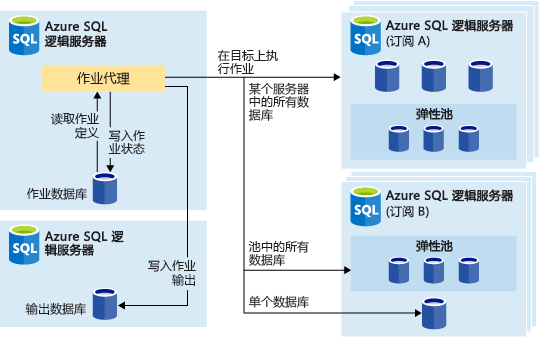 Azure SQL
逻辑服务器
SQL
作业代理
读取作业
定义
写入作
业状态
作业数据库
Azure SQL 逻
辑服务器
SQL
写入作业
输出
输出数据库
在目标上执
行作业
某个服务器
中的所有数
据库
池中的所有
数据库
单个数据库
Azure SQL 逻辑服务器
(订阅 A)
SQL
弹性池
Azure SQL 逻辑服务器
(订阅 B)
SQL
弹性池